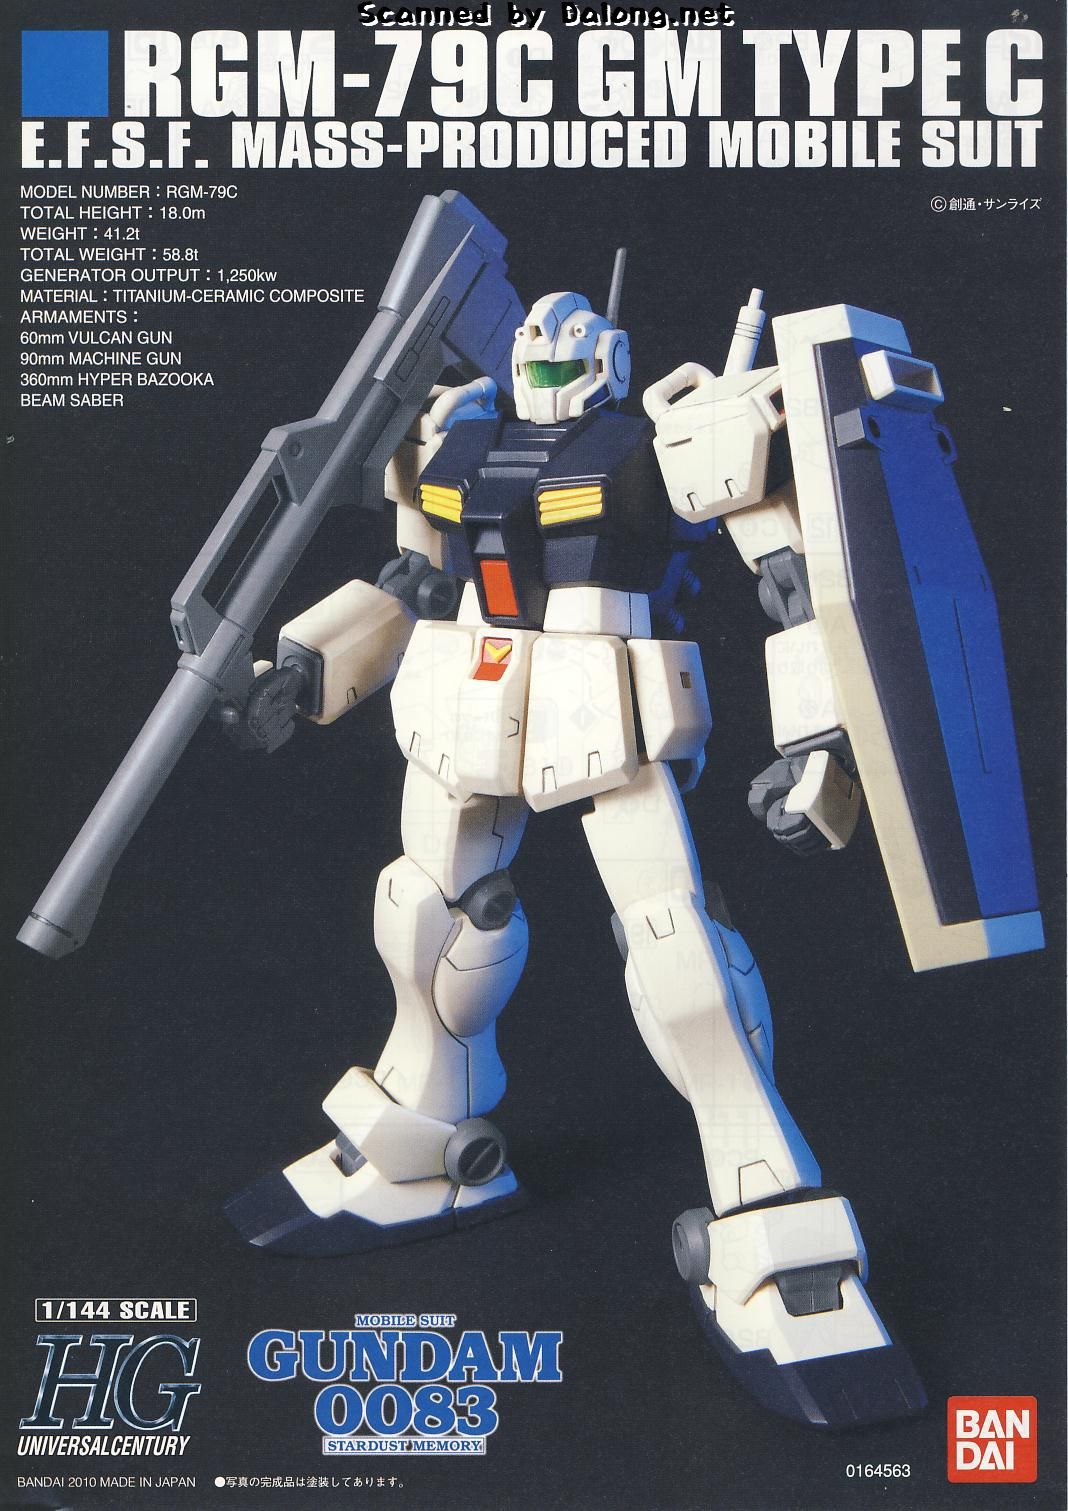 Scanned by Dalong.net
RGM-79C GM TYPE C
E.F.S.F. MASS-PRODUCED MOBILE SUIT
MODEL NUMBER：RGM-79C
TOTAL HEIGHT：18.0m
WEIGHT：41.2t
TOTAL WEIGHT：58.8t
GENERATOR OUTPUT：1,250kw
MATERIAL：TITANIUM-CERAMIC COMPOSITE
ARMAMENTS：
60mm VULCAN GUN
90mm MACHINE GUN
360mm HYPER BAZOOKA
BEAM SABER
©創通・サンライズ
1/144 SCALE
HG
UNIVERSAL CENTURY
MOBILE SUIT
GUNDAM
0083
STARDUST MEMORY
BANDAI 2010 MADE IN JAPAN ●写真の完成品は塗装してあります。
0164563
BAN
DAI